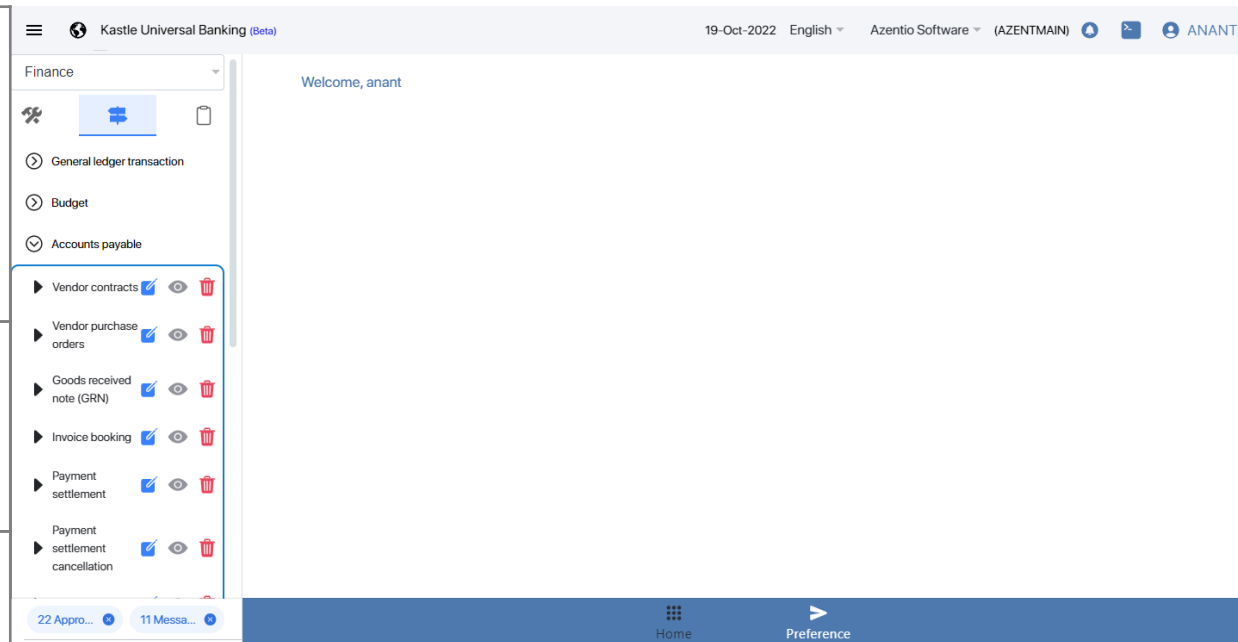 Kastle Universal Banking (Beta)
19-Oct-2022 English Azentio Software (AZENTMAIN) ANANT
Finance
Welcome, anant
General ledger transaction
Budget
Accounts payable
Vendor contracts
Vendor purchase
orders
Goods received
note (GRN)
Invoice booking
Payment
settlement
Payment
settlement
cancellation
22 Appro... 11 Messa...
Home Preference